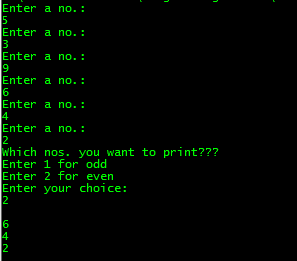 Enter a no.:
5
Enter a no.:
3
Enter a no.:
9
Enter a no.:
6
Enter a no.:
4
Enter a no.:
2
Which nos. you want to print???
Enter 1 for odd
Enter 2 for even
Enter your choice:
2
6
4
2